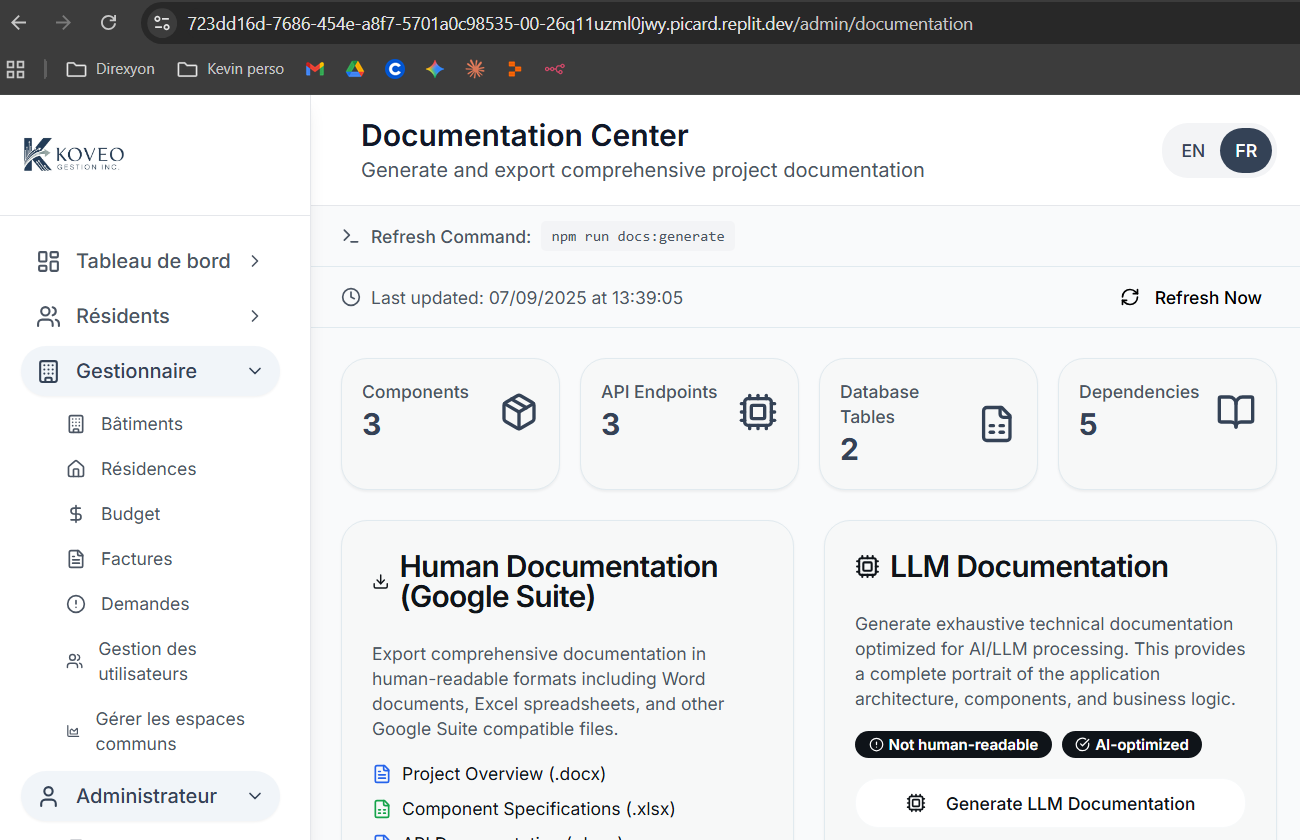 723dd16d-7686-454e-a8f7-5701a0c98535-00-26q11uzml0jwy.picard.replit.dev/admin/documentation
Direxyon
Kevin perso
KOVEO
GESTION INC.
Documentation Center
Generate and export comprehensive project documentation
EN
FR
Refresh Command:
npm run docs:generate
Last updated: 07/09/2025 at 13:39:05
Refresh Now
Tableau de bord
Résidents
Gestionnaire
Bâtiments
Résidences
Budget
Factures
Demandes
Gestion des
utilisateurs
Gérer les espaces
communs
Administrateur
Components
3
API Endpoints
3
Database
Tables
2
Dependencies
5
Human Documentation
(Google Suite)
Export comprehensive documentation in
human-readable formats including Word
documents, Excel spreadsheets, and other
Google Suite compatible files.
Project Overview (.docx)
Component Specifications (.xlsx)
LLM Documentation
Generate exhaustive technical documentation
optimized for AI/LLM processing. This provides
a complete portrait of the application
architecture, components, and business logic.
Not human-readable
AI-optimized
Generate LLM Documentation